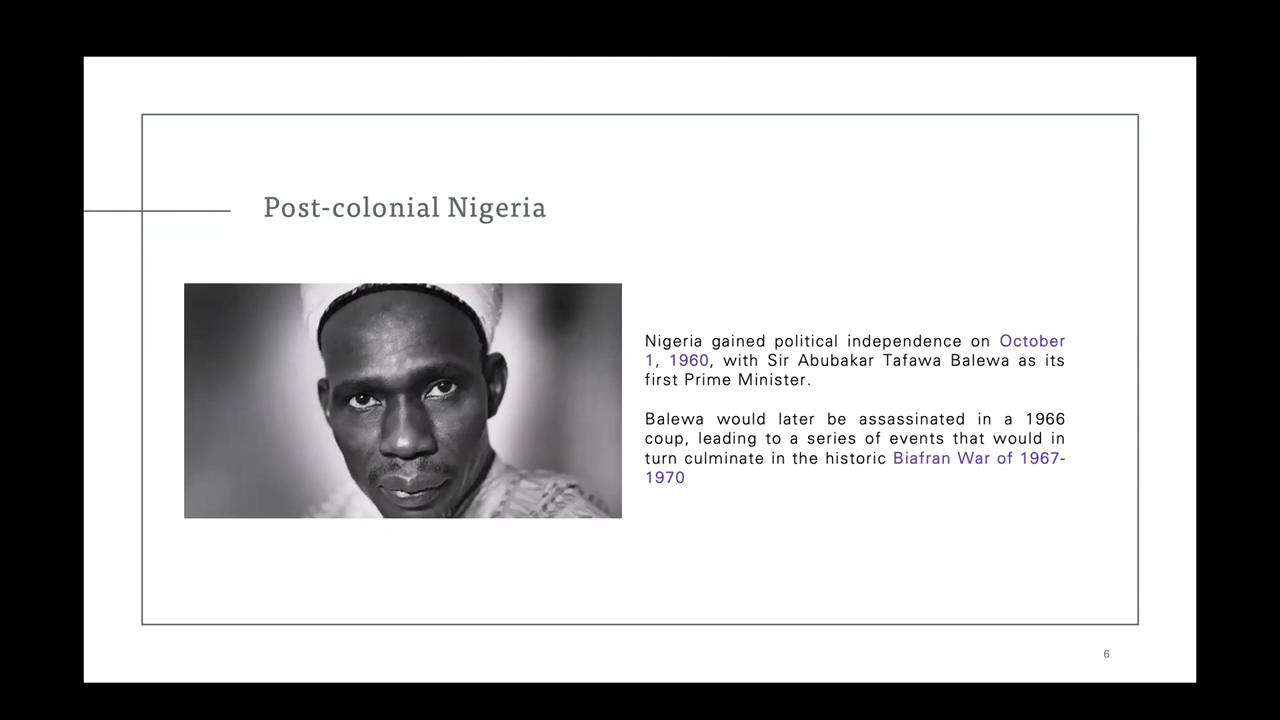 Post-colonial Nigeria
Nigeria gained political independence on October
1, 1960, with Sir Abubakar Tafawa Balewa as its
first Prime Minister.
Balewa would later be assassinated in a 1966
coup, leading to a series of events that would in
turn culminate in the historic Biafran War of 1967-
1970
6